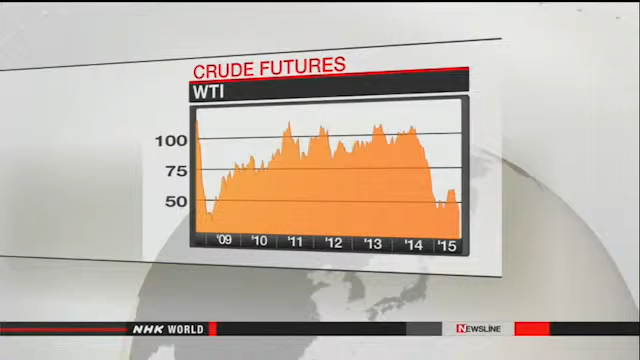 CRUDE FUTURES
WTI
100
75
50
'09 '10 '11 '12 '13 '14 '15
NHK WORLD
NEWSLINE